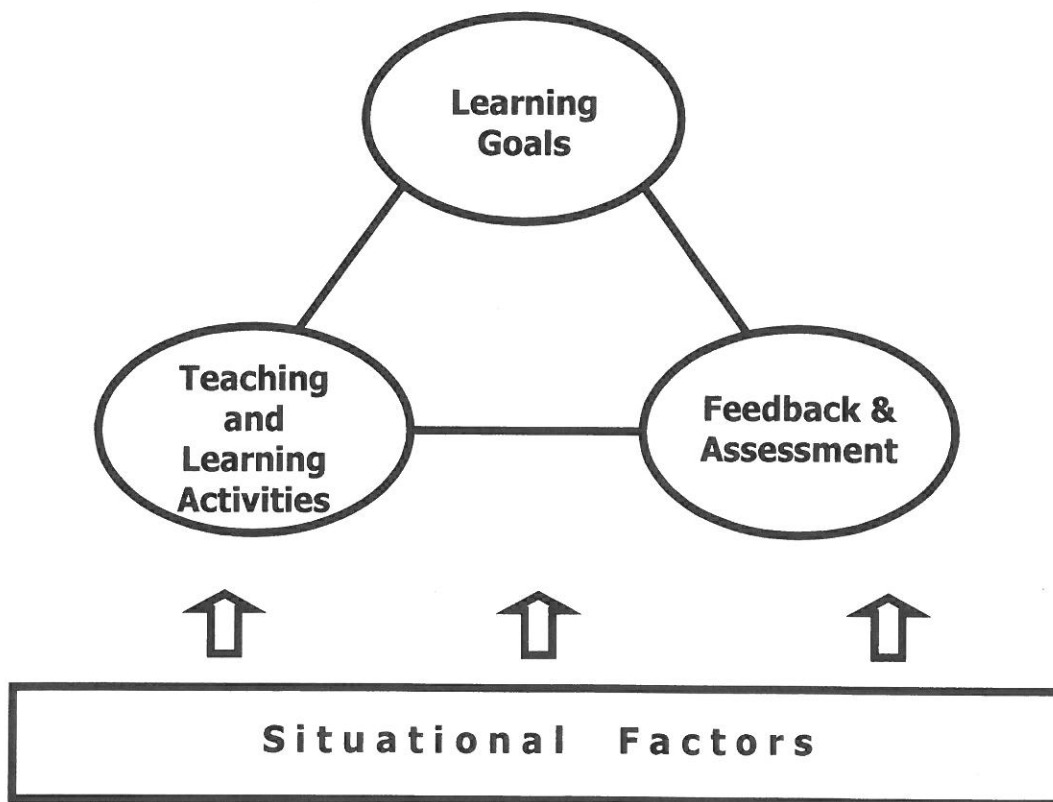 Learning
Goals
Teaching
and
Learning
Activities
Feedback &
Assessment
Situational Factors